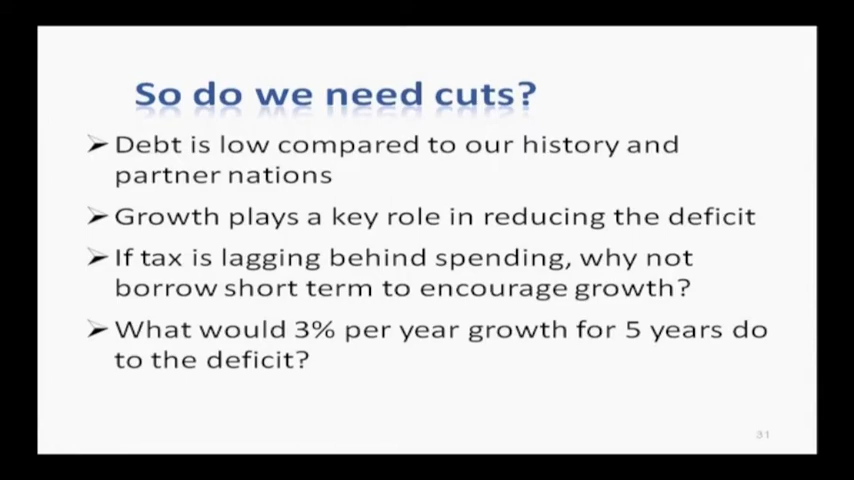 So do we need cuts?
Debt is low compared to our history and
partner nations
Growth plays a key role in reducing the deficit
If tax is lagging behind spending, why not
borrow short term to encourage growth?
What would 3% per year growth for 5 years do
to the deficit?
31